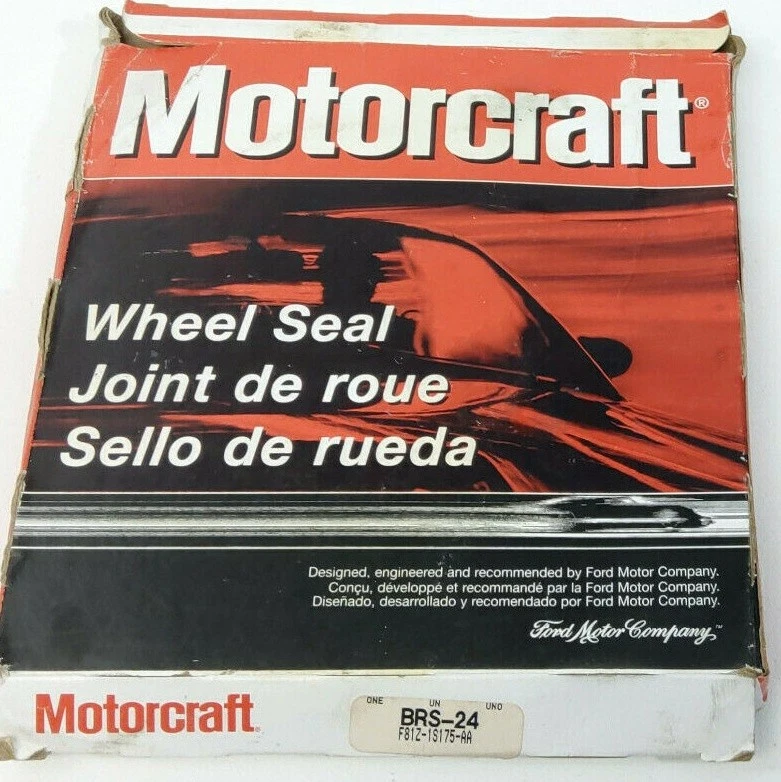 Motorcraft®
Wheel Seal
Joint de roue
Sello de rueda
Designed, engineered and recommended by Ford Motor Company.
Conçu, développé et recommandé par la Ford Motor Company.
Diseñado, desarrollado y recomendado por Ford Motor Company.
Ford Motor Company,™
Motorcraft®
ONE UN UNO
BRS-24
F81Z-1S175-AA